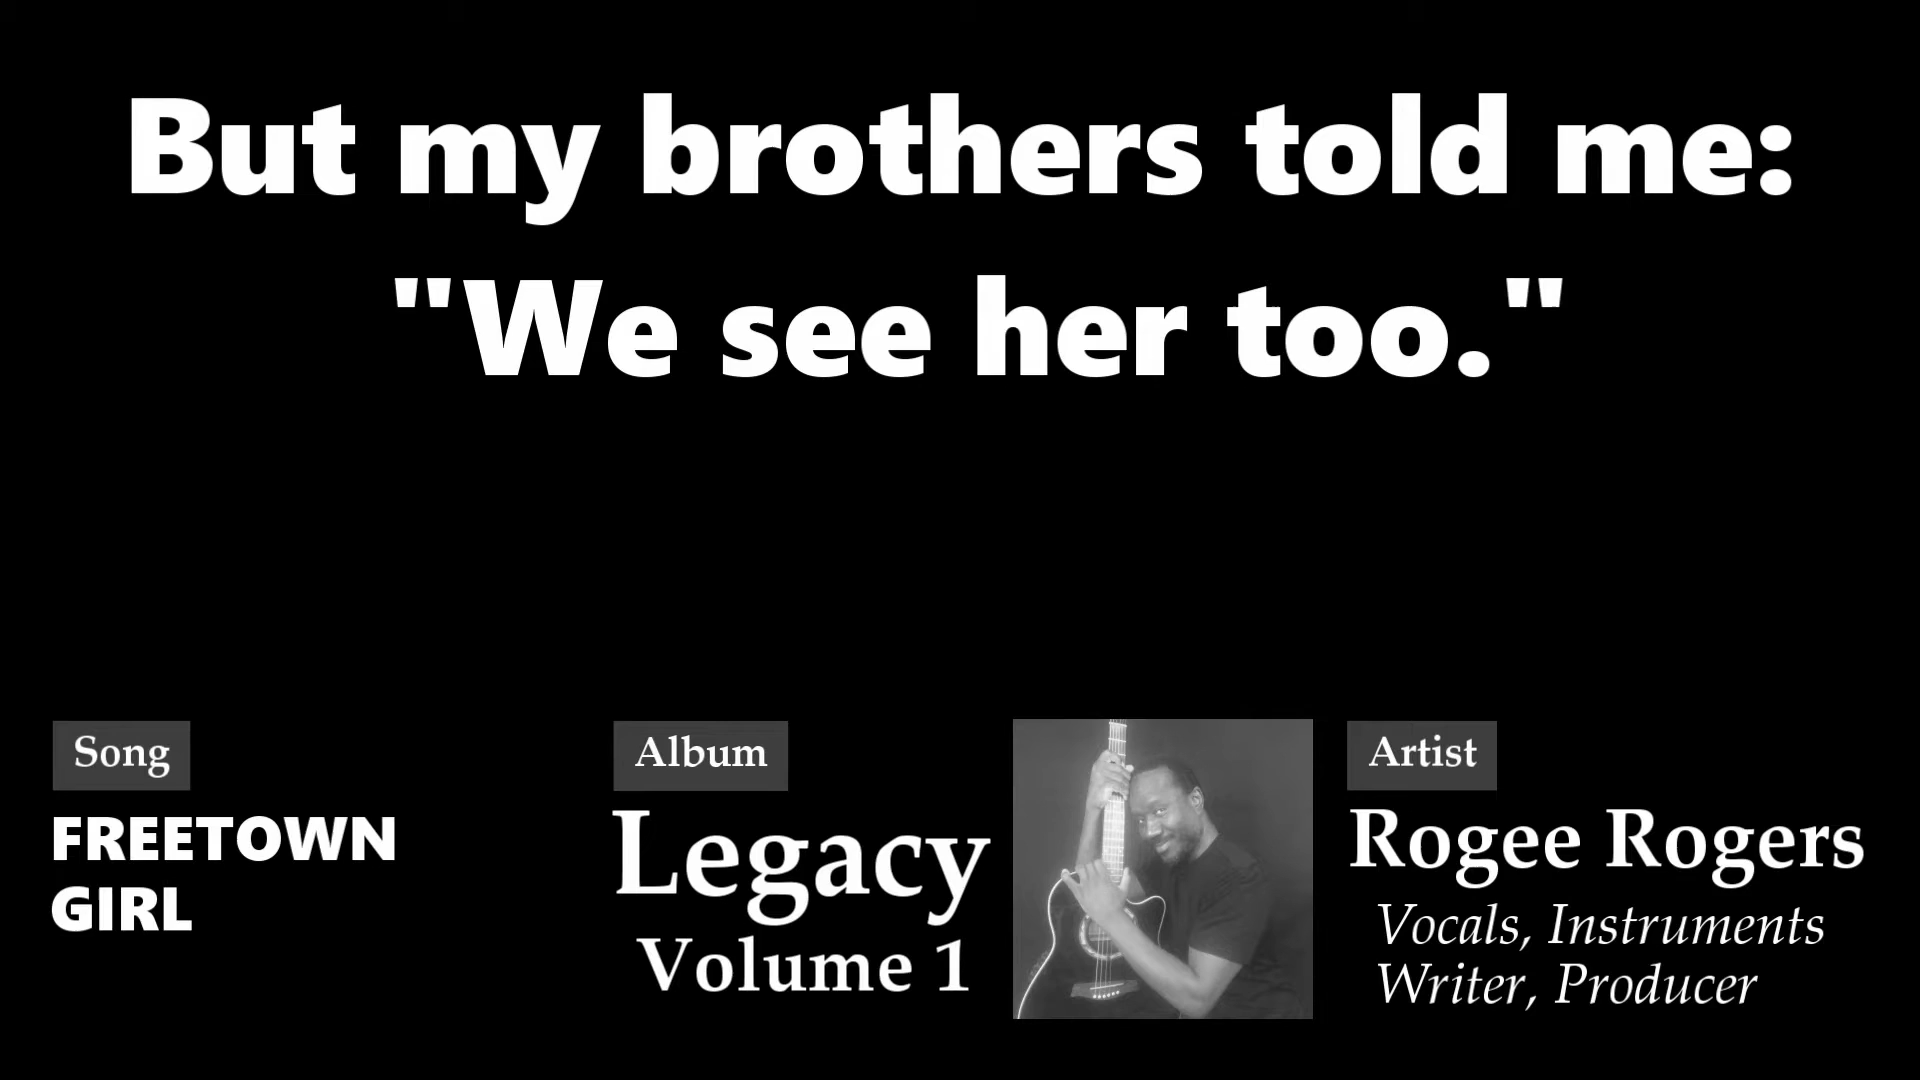 But my brothers told me:
"We see her too."
Song
FREETOWN
GIRL
Album
Legacy
Volume 1
Artist
Rogee Rogers
Vocals, Instruments
Writer, Producer